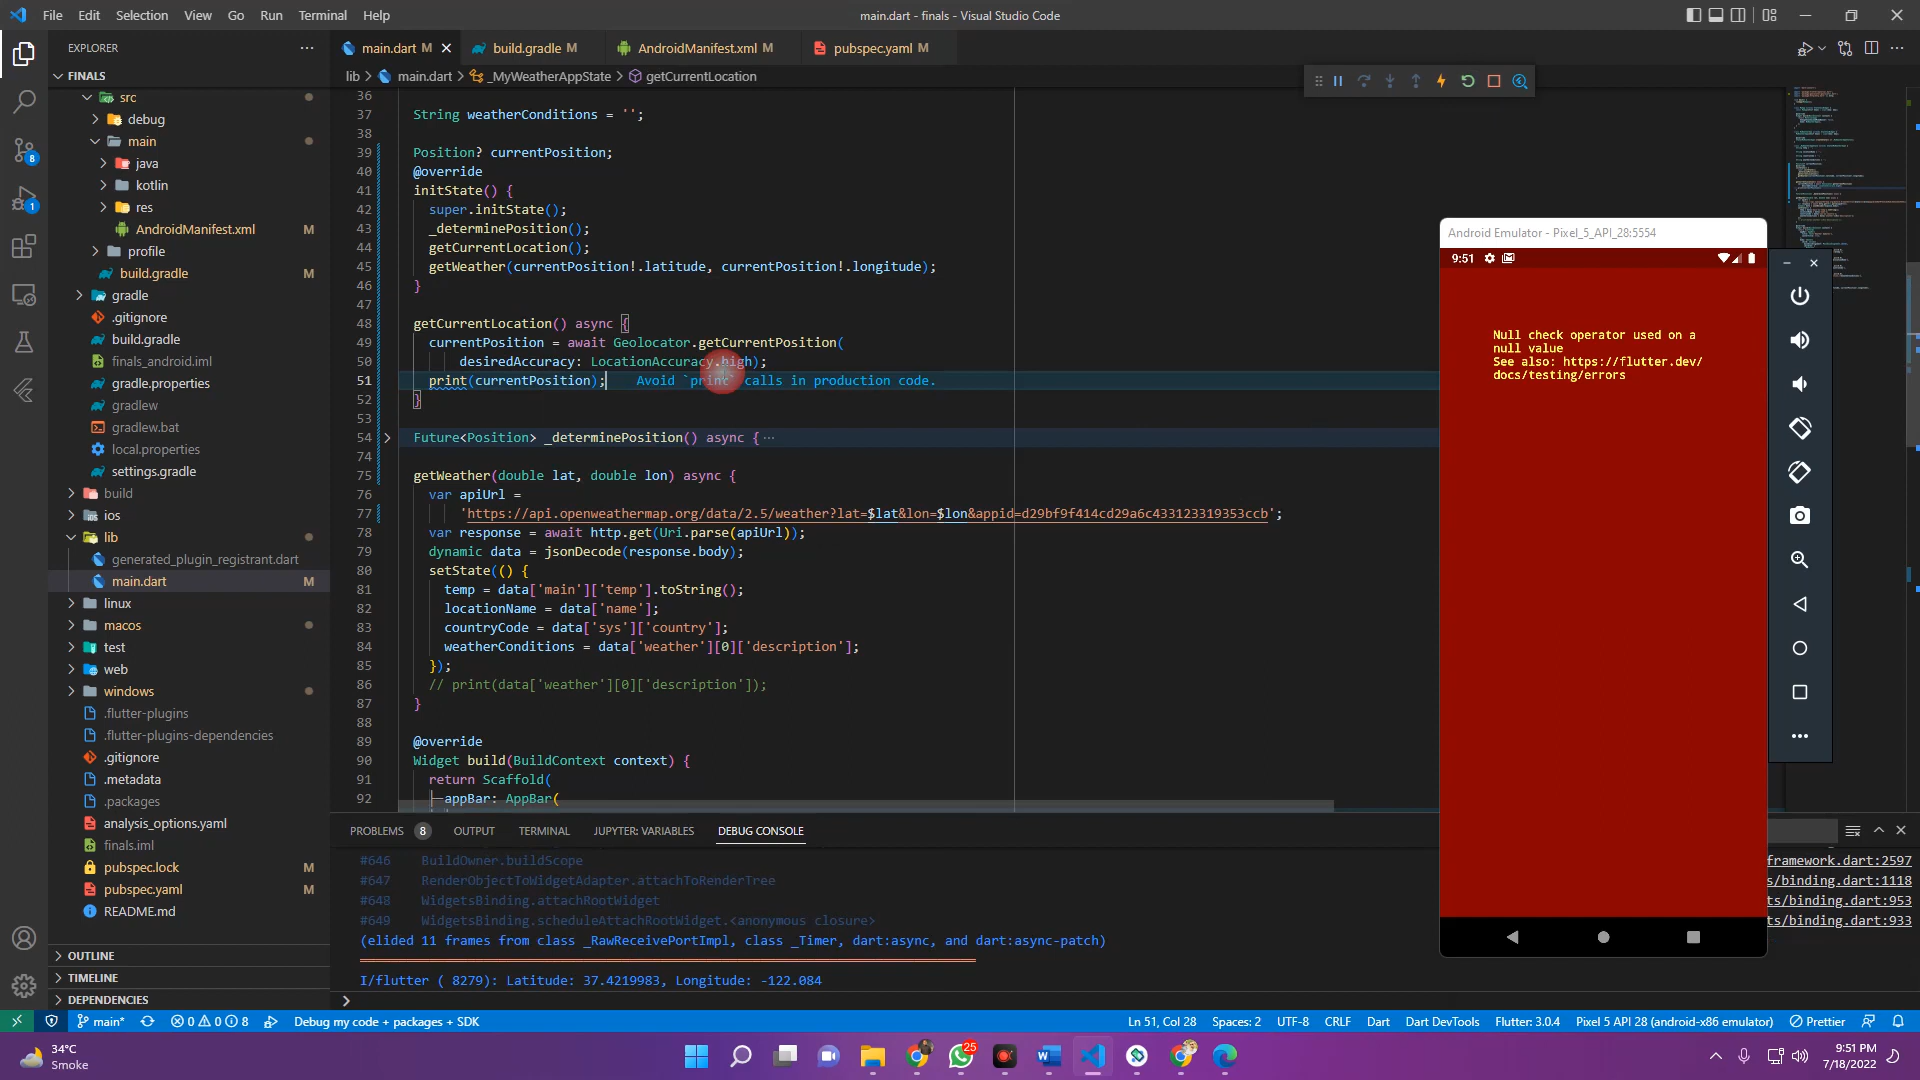 File Edit Selection View Go Run Terminal Help
main.dart - finals - Visual Studio Code
EXPLORER
main.dart M
build.gradle M
AndroidManifest.xml M
pubspec.yaml M
FINALS
lib > main.dart > _MyWeatherAppState > getCurrentLocation
src
debug
main
java
kotlin
res
AndroidManifest.xml M
profile
build.gradle M
gradle
.gitignore
build.gradle
finals_android.iml
gradle.properties
gradlew
gradlew.bat
local.properties
settings.gradle
build
ios
lib
generated_plugin_registrant.dart
main.dart M
linux
macos
test
web
windows
.flutter-plugins
.flutter-plugins-dependencies
.gitignore
.metadata
.packages
analysis_options.yaml
finals.iml
pubspec.lock M
pubspec.yaml M
README.md
OUTLINE
TIMELINE
DEPENDENCIES
8
1
36
37 String weatherConditions = '';
38
39 Position? currentPosition;
40 @override
41 initState() {
42 super.initState();
43 _determinePosition();
44 getCurrentLocation();
45 getWeather(currentPosition!.latitude, currentPosition!.longitude);
46 }
47
48 getCurrentLocation() async {
49 currentPosition = await Geolocator.getCurrentPosition(
50 desiredAccuracy: LocationAccuracy.high);
51 print(currentPosition); Avoid `print` calls in production code.
52 }
53
54 Future<Position> _determinePosition() async { ···
74
75 getWeather(double lat, double lon) async {
76 var apiUrl =
77 'https://api.openweathermap.org/data/2.5/weather?lat=$lat&lon=$lon&appid=d29bf9f414cd29a6c433123319353ccb';
78 var response = await http.get(Uri.parse(apiUrl));
79 dynamic data = jsonDecode(response.body);
80 setState(() {
81 temp = data['main']['temp'].toString();
82 locationName = data['name'];
83 countryCode = data['sys']['country'];
84 weatherConditions = data['weather'][0]['description'];
85 });
86 // print(data['weather'][0]['description']);
87 }
88
89 @override
90 Widget build(BuildContext context) {
91 return Scaffold(
92 appBar: AppBar(
Android Emulator - Pixel_5_API_28:5554
9:51
Null check operator used on a
null value
See also: https://flutter.dev/
docs/testing/errors
PROBLEMS 8 OUTPUT TERMINAL JUPYTER: VARIABLES DEBUG CONSOLE
#646 BuildOwner.buildScope
framework.dart:2597
#647 RenderObjectToWidgetAdapter.attachToRenderTree
s/binding.dart:1118
#648 WidgetsBinding.attachRootWidget
ts/binding.dart:953
#649 WidgetsBinding.scheduleAttachRootWidget.<anonymous closure>
ts/binding.dart:933
(elided 11 frames from class _RawReceivePortImpl, class _Timer, dart:async, and dart:async-patch)
I/flutter ( 8279): Latitude: 37.4219983, Longitude: -122.084
main* 0 0 8 Debug my code + packages + SDK
Ln 51, Col 28 Spaces: 2 UTF-8 CRLF Dart Dart DevTools Flutter: 3.0.4 Pixel 5 API 28 (android-x86 emulator) Prettier
34°C
Smoke
25
9:51 PM
7/18/2022